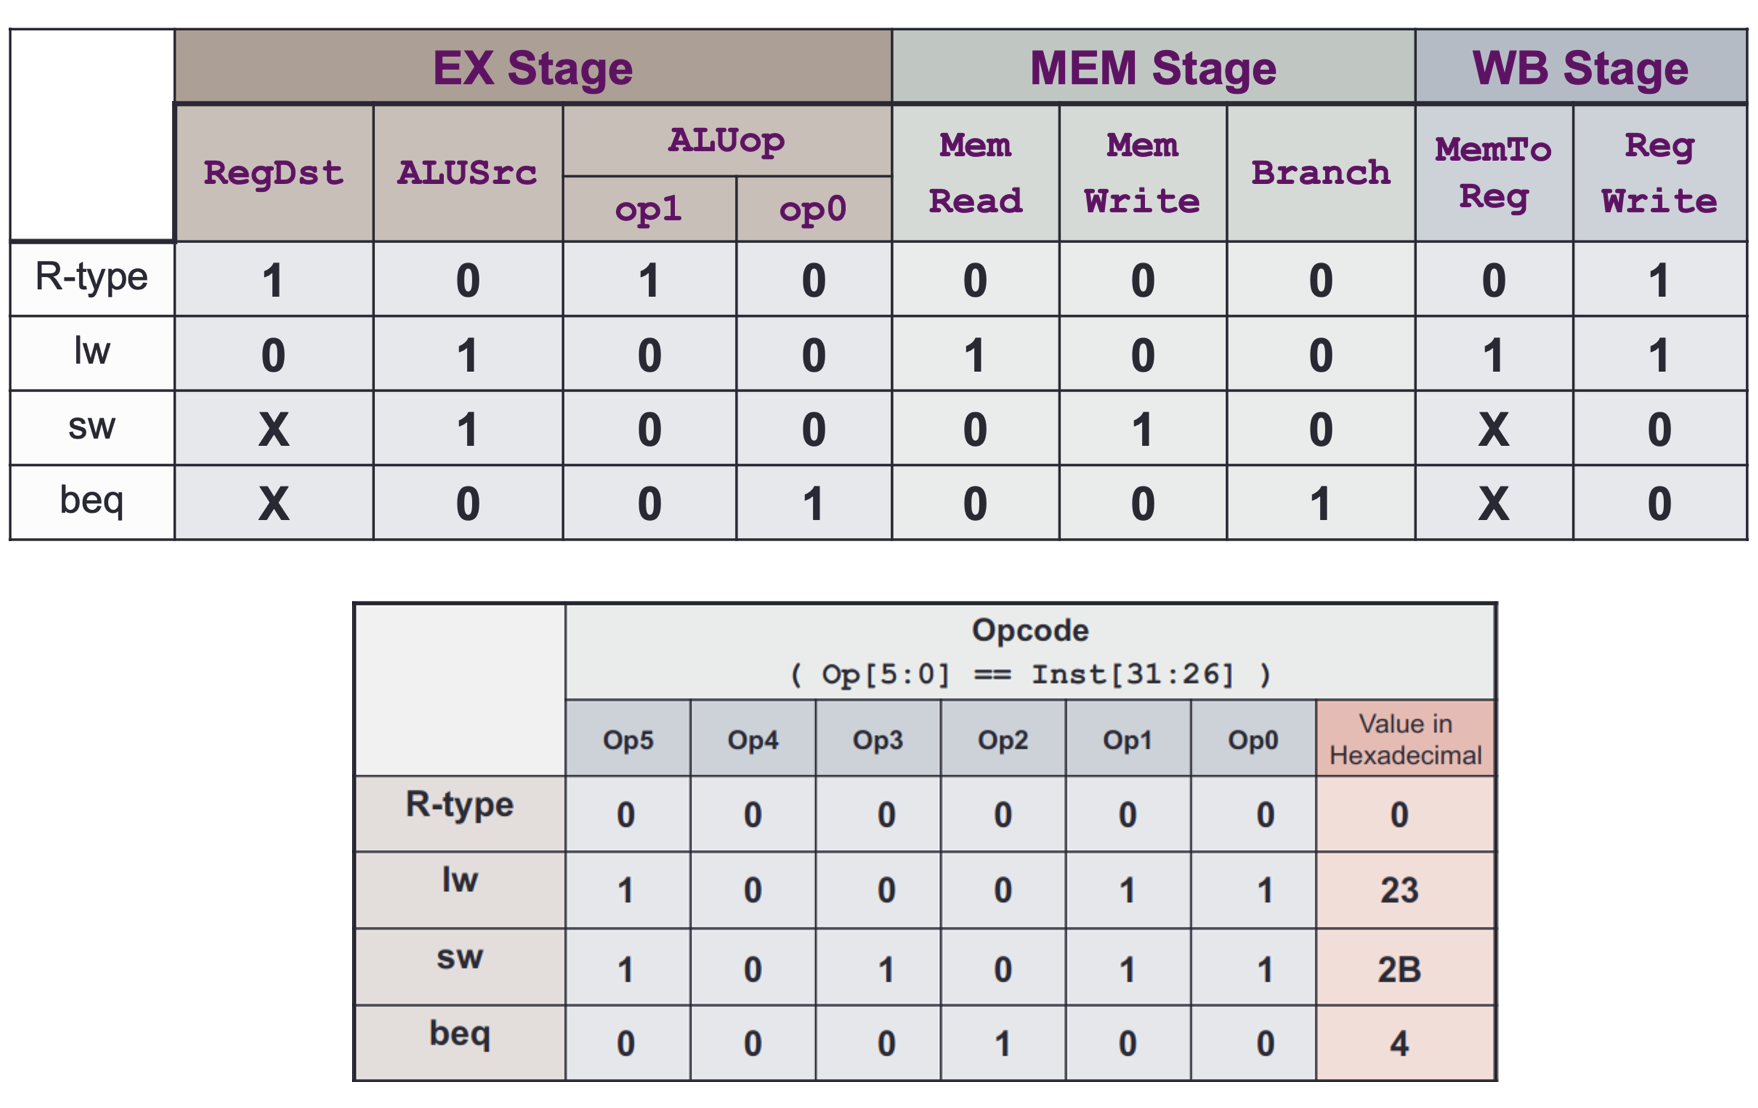 EX Stage MEM Stage WB Stage
RegDst ALUSrc ALUop Mem Read Mem Write Branch MemTo Reg Reg Write
op1 op0
R-type 1 0 1 0 0 0 0 0 1
lw 0 1 0 0 1 0 0 1 1
sw X 1 0 0 0 1 0 X 0
beq X 0 0 1 0 0 1 X 0
Opcode
( Op[5:0] == Inst[31:26] )
Op5 Op4 Op3 Op2 Op1 Op0 Value in Hexadecimal
R-type 0 0 0 0 0 0 0
lw 1 0 0 0 1 1 23
sw 1 0 1 0 1 1 2B
beq 0 0 0 1 0 0 4